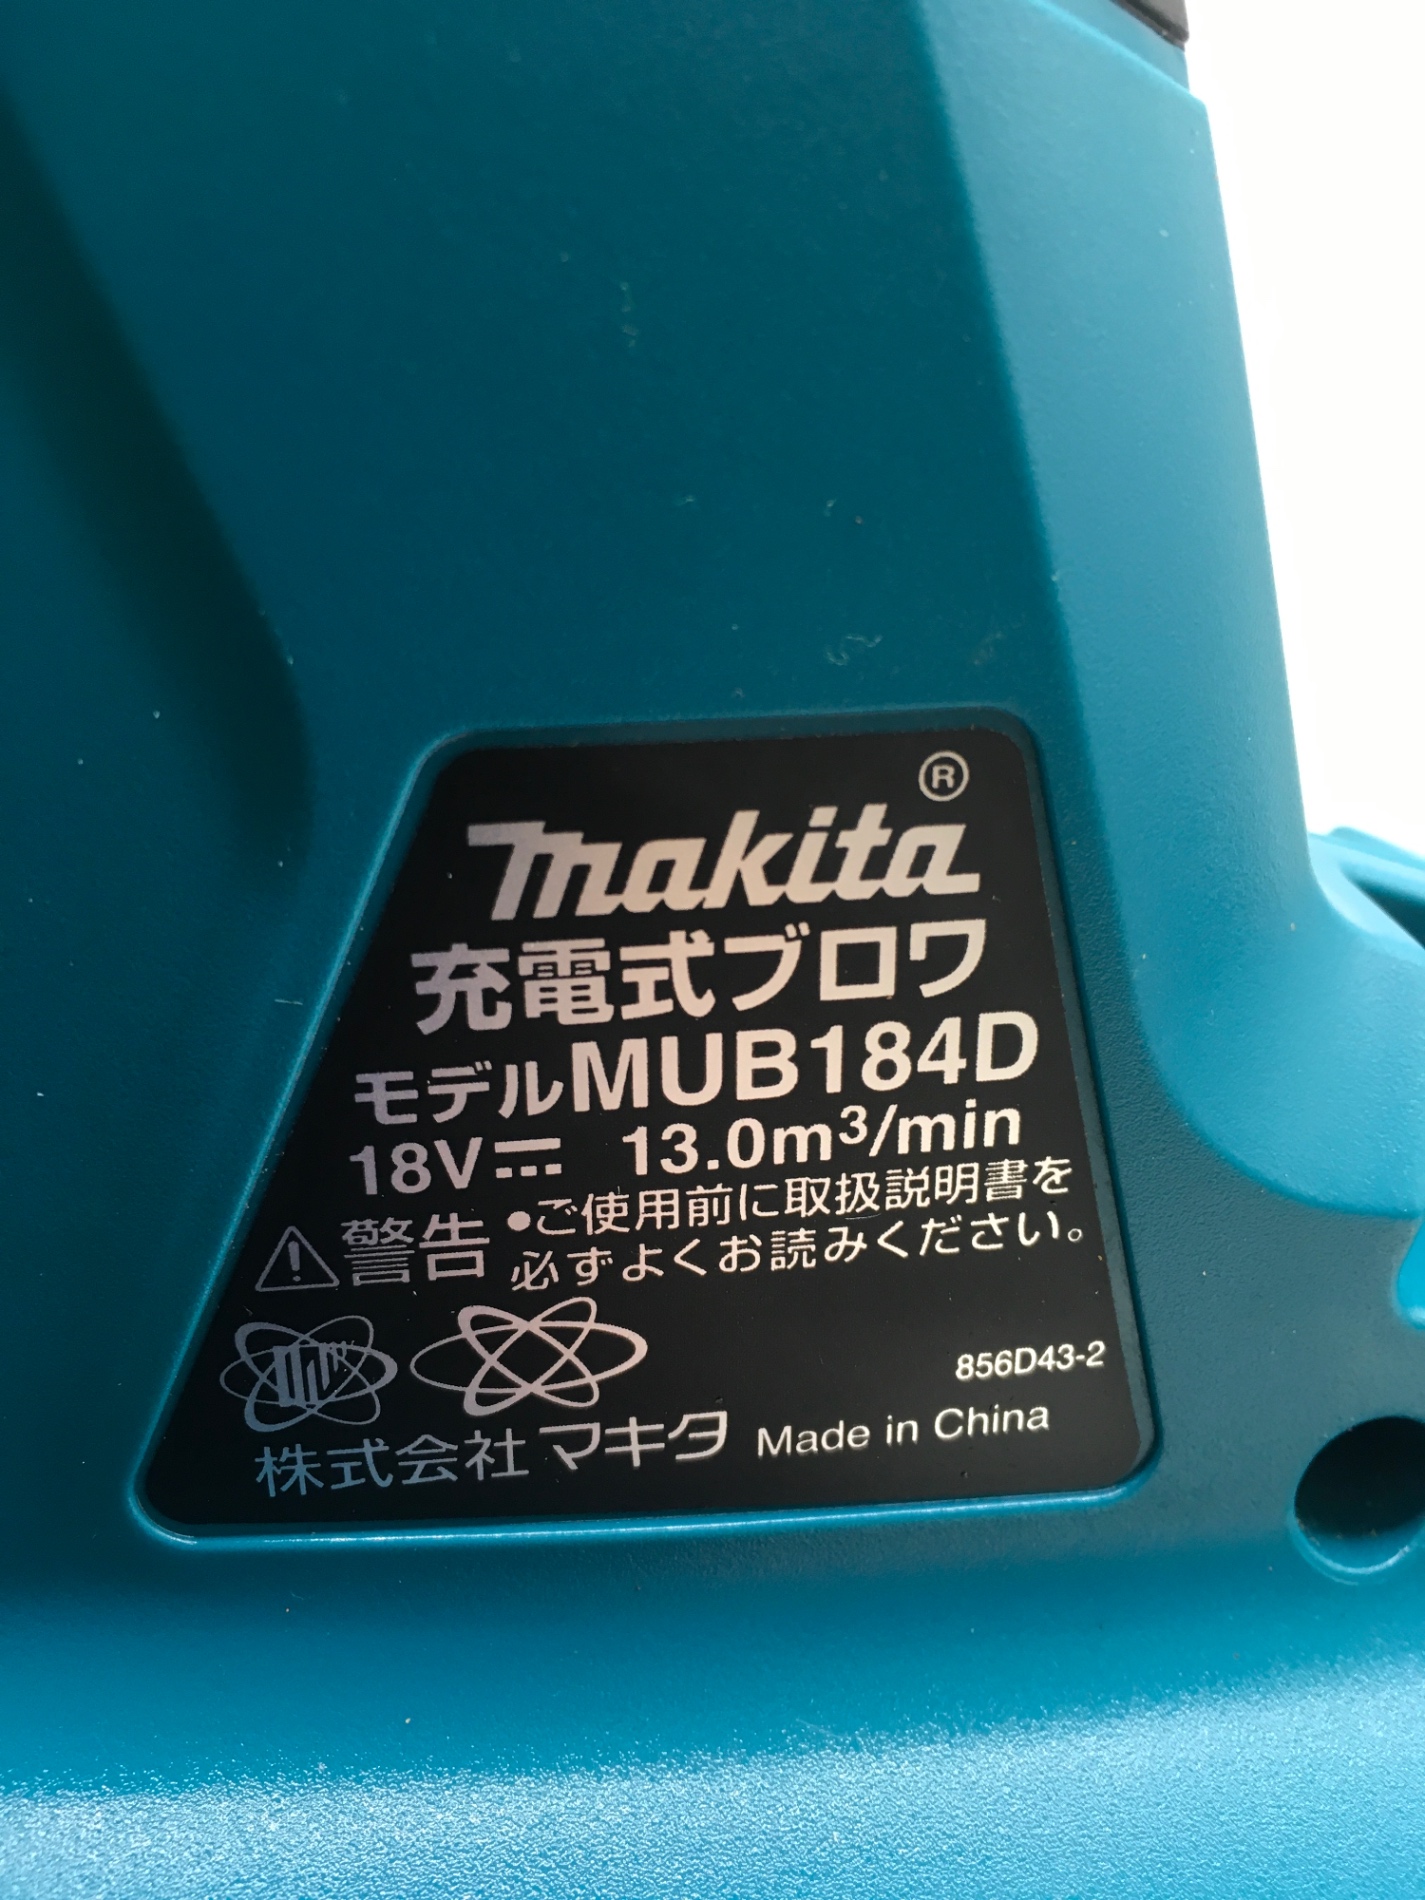 makita®
充電式ブロワ
モデルMUB184D
18V⎓ 13.0m³/min
⚠警告 ●ご使用前に取扱説明書を
必ずよくお読みください。
856D43-2
株式会社マキタ Made in China